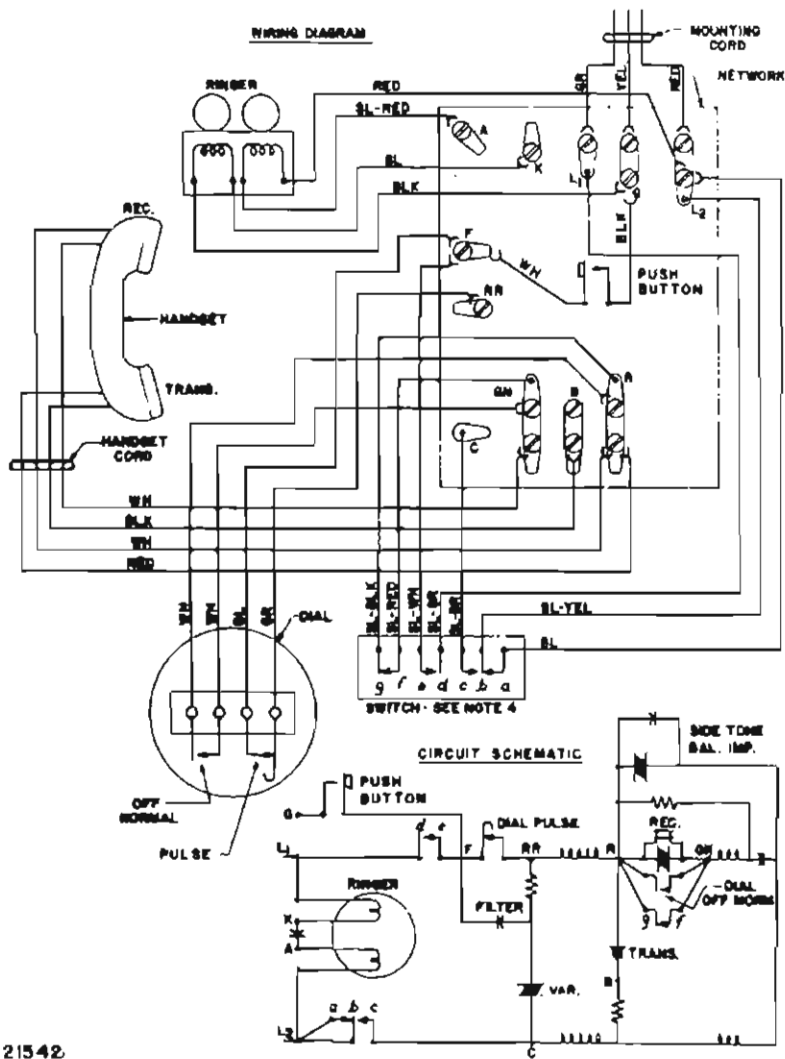 WIRING DIAGRAM
MOUNTING
CORD
NETWORK
RINGER
RED
SL-RED
GR
YEL
RED
A
K
BL
L1
G
L2
BLK
BLK
REC.
F
WH
PUSH
BUTTON
RR
HANDSET
TRANS.
GN
B
R
C
HANDSET
CORD
WH
BLK
WH
RED
WH
WH
BL
GR
DIAL
SL-BLK
SL-RED
SL-WH
SL-BR
SL-GR
SL-YEL
BL
g f e d c b a
SWITCH - SEE NOTE 4
OFF
NORMAL
PULSE
CIRCUIT SCHEMATIC
SIDE TONE
BAL. IMP.
PUSH
BUTTON
G
L1
d e
F
DIAL PULSE
RR
R
REC.
GN
DIAL
OFF NORM.
g f
RINGER
K
A
FILTER
TRANS.
B
VAR.
L2
a b c
C
21542